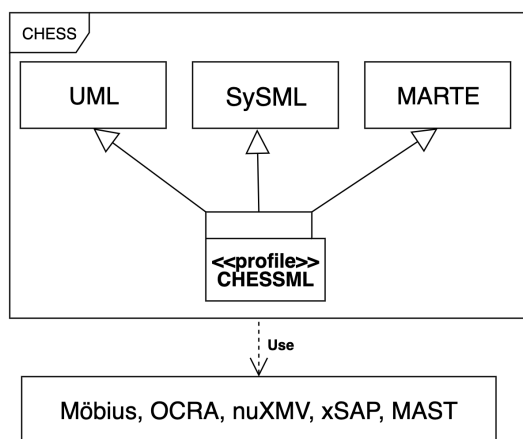 CHESS
UML
SySML
MARTE
<<profile>>
CHESSML
Use
Möbius, OCRA, nuXMV, xSAP, MAST